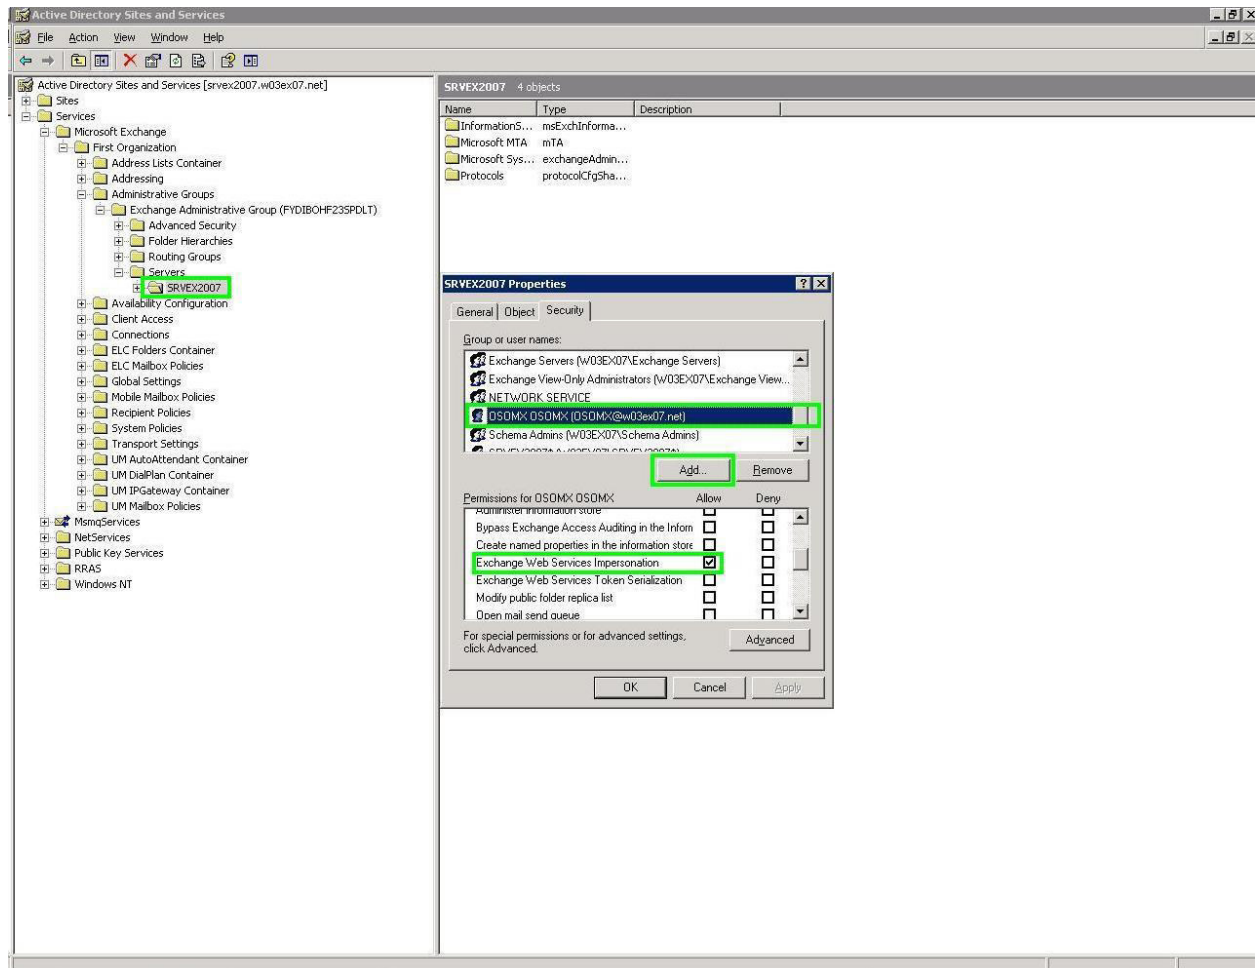 Active Directory Sites and Services
File Action View Window Help
Active Directory Sites and Services [srvex2007.w03ex07.net]
Sites
Services
Microsoft Exchange
First Organization
Address Lists Container
Addressing
Administrative Groups
Exchange Administrative Group (FYDIBOHF23SPDLT)
Advanced Security
Folder Hierarchies
Routing Groups
Servers
SRVEX2007
Availability Configuration
Client Access
Connections
ELC Folders Container
ELC Mailbox Policies
Global Settings
Mobile Mailbox Policies
Recipient Policies
System Policies
Transport Settings
UM AutoAttendant Container
UM DialPlan Container
UM IPGateway Container
UM Mailbox Policies
MsmqServices
NetServices
Public Key Services
RRAS
Windows NT
SRVEX2007 4 objects
Name Type Description
InformationS... msExchInforma...
Microsoft MTA mTA
Microsoft Sys... exchangeAdmin...
Protocols protocolCfgSha...
SRVEX2007 Properties
General Object Security
Group or user names:
Exchange Servers (W03EX07\Exchange Servers)
Exchange View-Only Administrators (W03EX07\Exchange View...
NETWORK SERVICE
OSOMX OSOMX (OSOMX@w03ex07.net)
Schema Admins (W03EX07\Schema Admins)
Add... Remove
Permissions for OSOMX OSOMX Allow Deny
Administer information store
Bypass Exchange Access Auditing in the Inform
Create named properties in the information store
Exchange Web Services Impersonation
Exchange Web Services Token Serialization
Modify public folder replica list
Open mail send queue
For special permissions or for advanced settings,
click Advanced.
Advanced
OK Cancel Apply